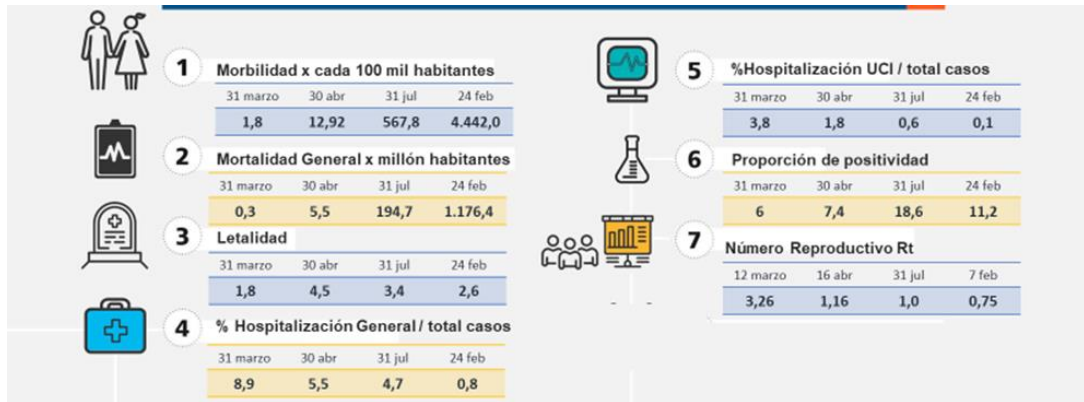 1 Morbilidad x cada 100 mil habitantes
31 marzo 30 abr 31 jul 24 feb
1,8 12,92 567,8 4.442,0
2 Mortalidad General x millón habitantes
31 marzo 30 abr 31 jul 24 feb
0,3 5,5 194,7 1.176,4
3 Letalidad
31 marzo 30 abr 31 jul 24 feb
1,8 4,5 3,4 2,6
4 % Hospitalización General / total casos
31 marzo 30 abr 31 jul 24 feb
8,9 5,5 4,7 0,8
5 %Hospitalización UCI / total casos
31 marzo 30 abr 31 jul 24 feb
3,8 1,8 0,6 0,1
6 Proporción de positividad
31 marzo 30 abr 31 jul 24 feb
6 7,4 18,6 11,2
7 Número Reproductivo Rt
12 marzo 16 abr 31 jul 7 feb
3,26 1,16 1,0 0,75